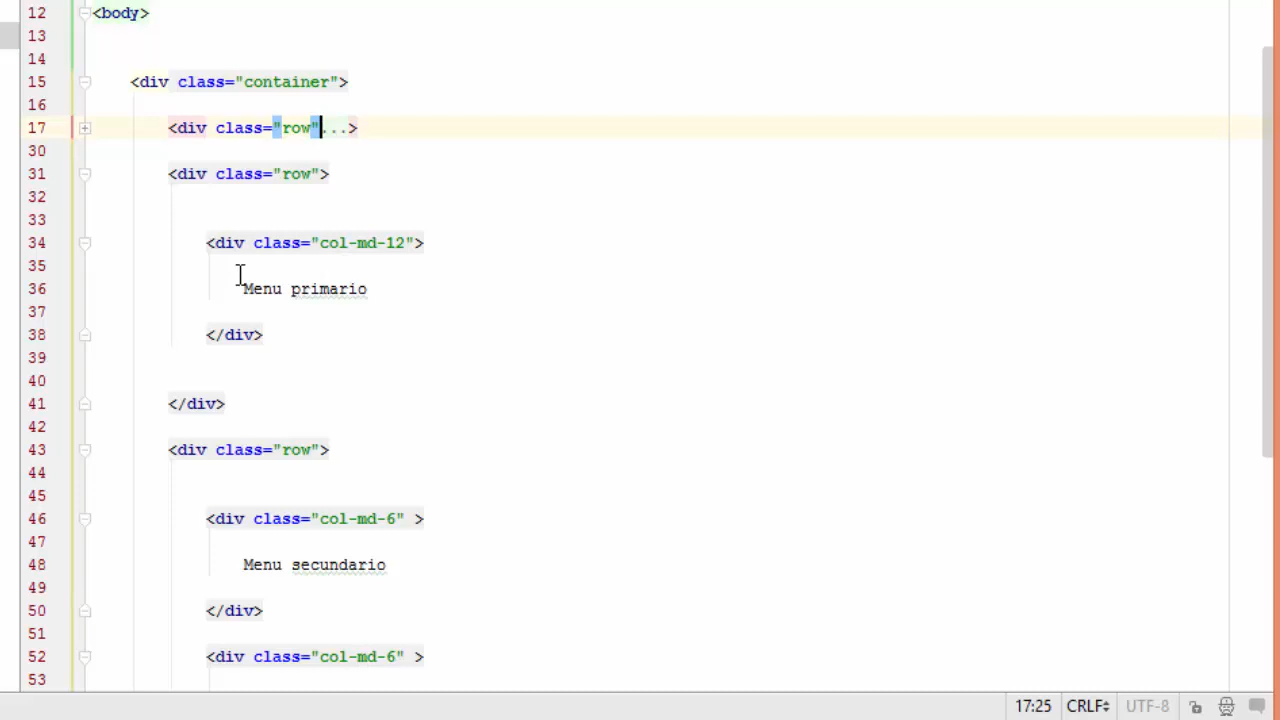 12 <body>
13
14
15 <div class="container">
16
17 <div class="row"...>
30
31 <div class="row">
32
33
34 <div class="col-md-12">
35
36 Menu primario
37
38 </div>
39
40
41 </div>
42
43 <div class="row">
44
45
46 <div class="col-md-6" >
47
48 Menu secundario
49
50 </div>
51
52 <div class="col-md-6" >
53
17:25 CRLF UTF-8